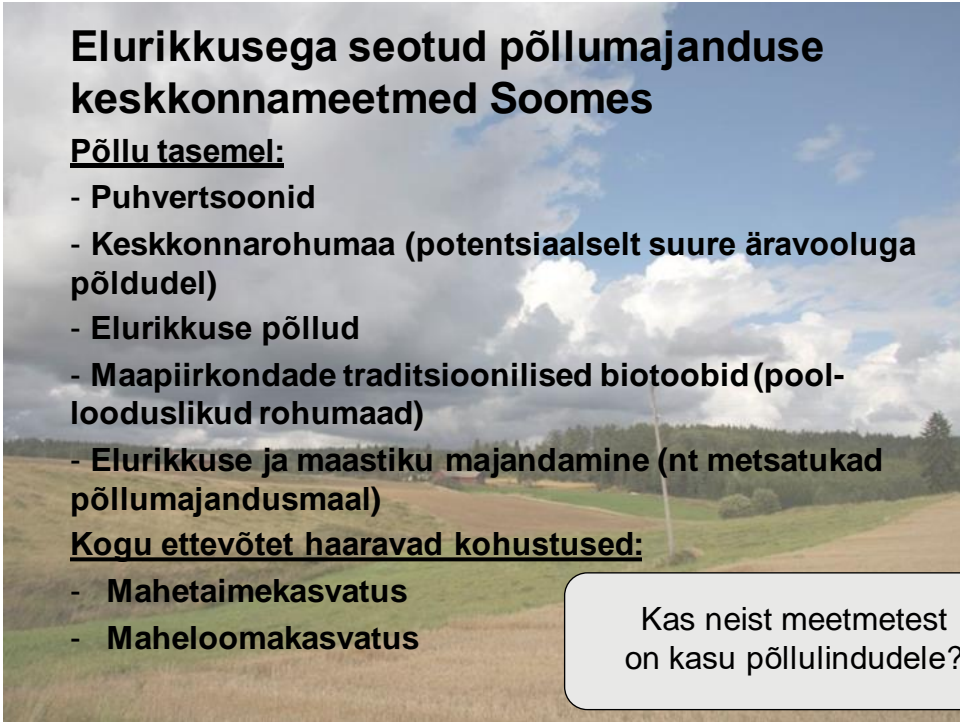 Elurikkusega seotud põllumajanduse
keskkonnameetmed Soomes
Põllu tasemel:
- Puhvertsoonid
- Keskkonnarohumaa (potentsiaalselt suure äravooluga
põldudel)
- Elurikkuse põllud
- Maapiirkondade traditsioonilised biotoobid (pool-
looduslikud rohumaad)
- Elurikkuse ja maastiku majandamine (nt metsatukad
põllumajandusmaal)
Kogu ettevõtet haaravad kohustused:
- Mahetaimekasvatus
- Maheloomakasvatus
Kas neist meetmetest
on kasu põllulindudele?